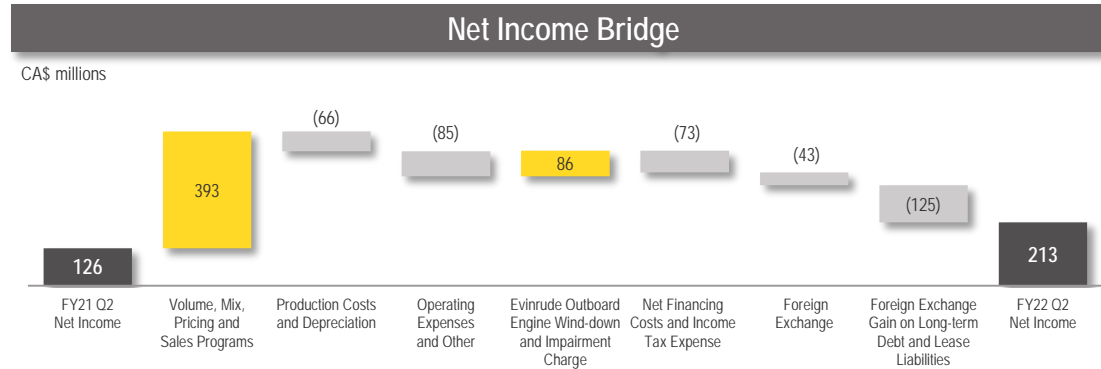 Net Income Bridge
CA$ millions
(66)
(85)
(73)
(43)
393
86
(125)
126
213
FY21 Q2
Net Income
Volume, Mix,
Pricing and
Sales Programs
Production Costs
and Depreciation
Operating
Expenses
and Other
Evinrude Outboard
Engine Wind-down
and Impairment
Charge
Net Financing
Costs and Income
Tax Expense
Foreign
Exchange
Foreign Exchange
Gain on Long-term
Debt and Lease
Liabilities
FY22 Q2
Net Income